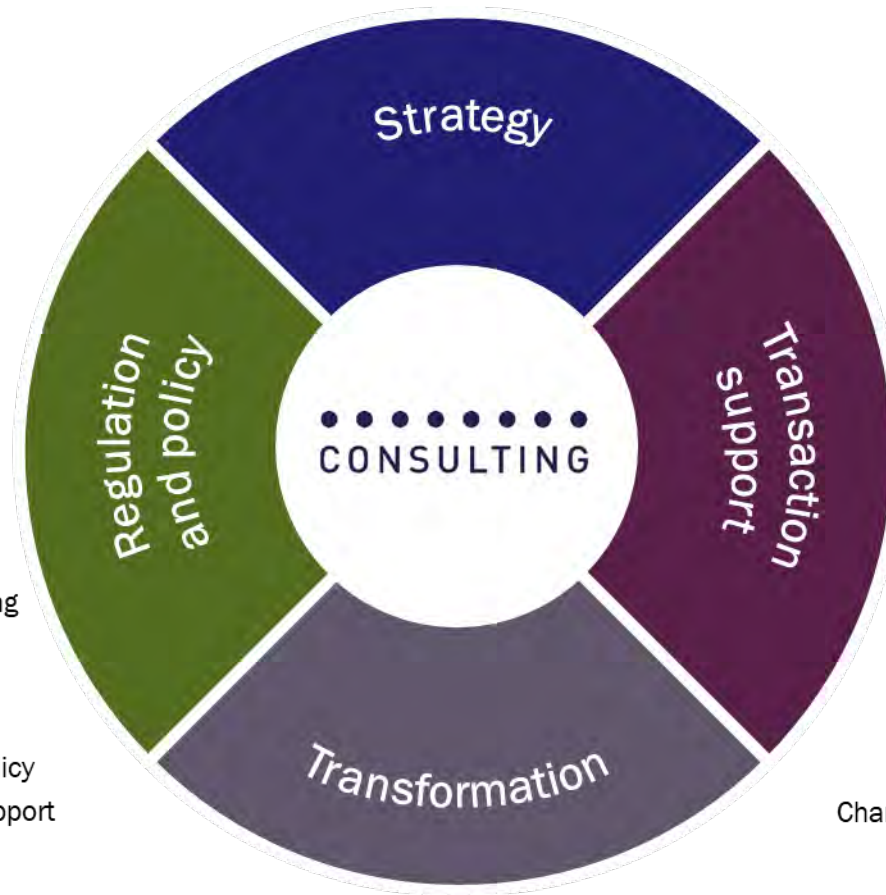 Strategy
Regulation
and policy
CONSULTING
Transaction
support
Transformation